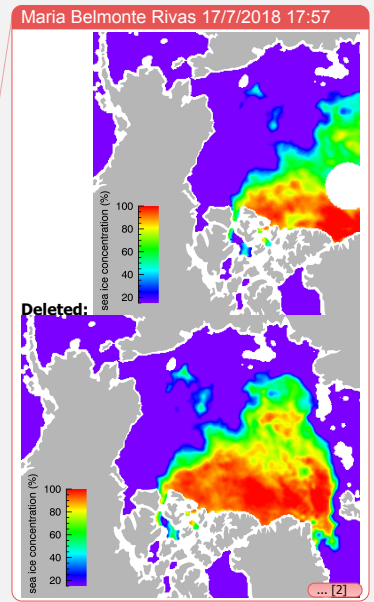 Maria Belmonte Rivas 17/7/2018 17:57
sea ice concentration (%)
100
80
60
40
20
Deleted:
sea ice concentration (%)
100
80
60
40
20
... [2]